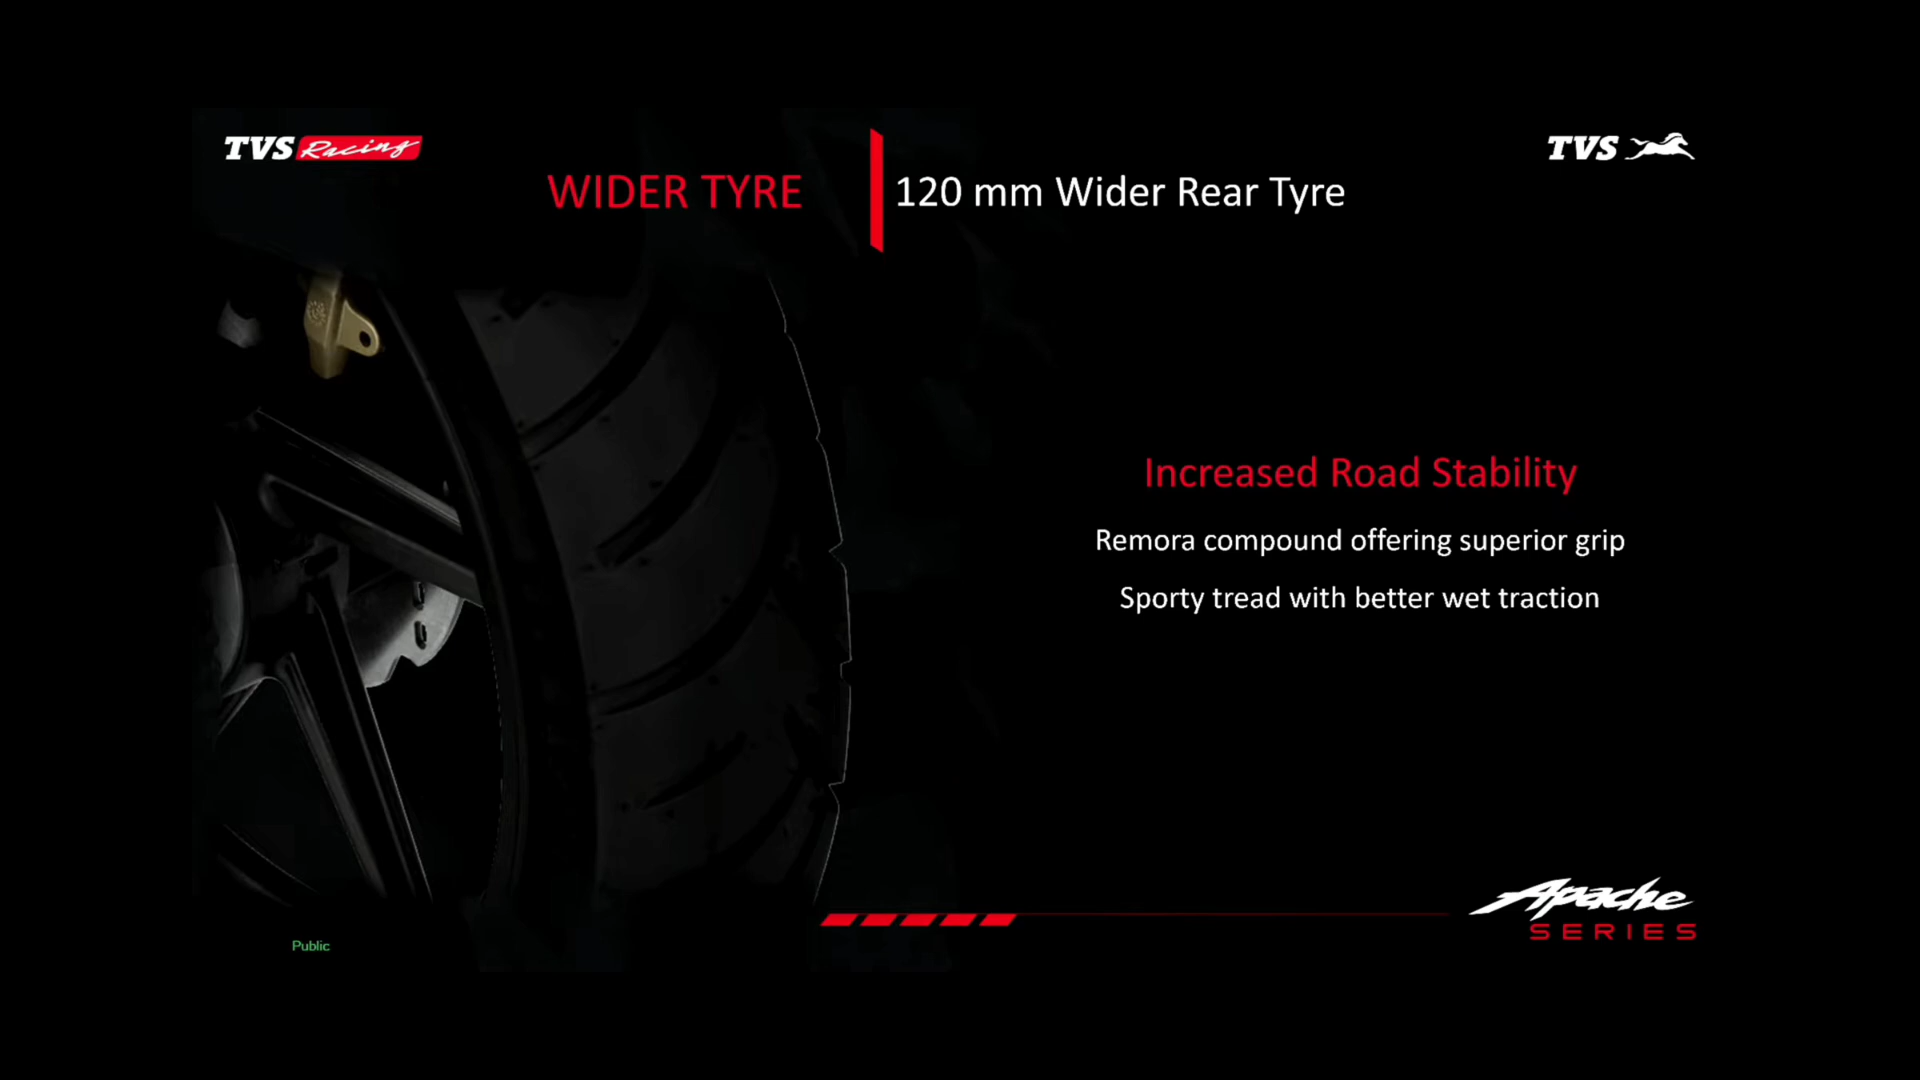 TVS Racing
TVS
WIDER TYRE
120 mm Wider Rear Tyre
Increased Road Stability
Remora compound offering superior grip
Sporty tread with better wet traction
Apache
SERIES
Public